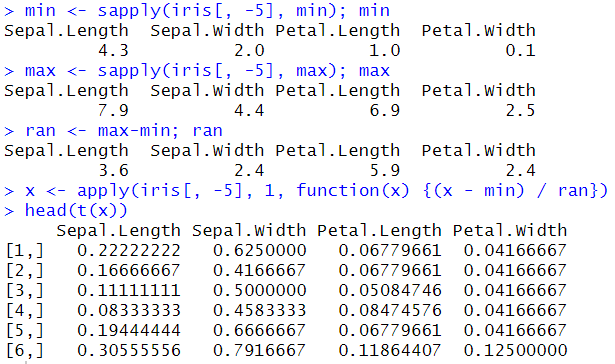 > min <- sapply(iris[, -5], min); min
Sepal.Length  Sepal.Width Petal.Length  Petal.Width
         4.3          2.0          1.0          0.1
> max <- sapply(iris[, -5], max); max
Sepal.Length  Sepal.Width Petal.Length  Petal.Width
         7.9          4.4          6.9          2.5
> ran <- max-min; ran
Sepal.Length  Sepal.Width Petal.Length  Petal.Width
         3.6          2.4          5.9          2.4
> x <- apply(iris[, -5], 1, function(x) {(x - min) / ran})
> head(t(x))
     Sepal.Length Sepal.Width Petal.Length Petal.Width
[1,]   0.22222222   0.6250000   0.06779661  0.04166667
[2,]   0.16666667   0.4166667   0.06779661  0.04166667
[3,]   0.11111111   0.5000000   0.05084746  0.04166667
[4,]   0.08333333   0.4583333   0.08474576  0.04166667
[5,]   0.19444444   0.6666667   0.06779661  0.04166667
[6,]   0.30555556   0.7916667   0.11864407  0.12500000